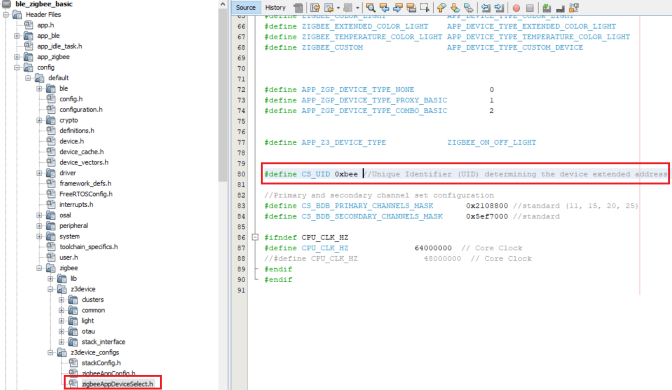 ble_zigbee_basic
Header Files
app.h
app_ble
app_idle_task.h
app_zigbee
config
default
ble
config.h
configuration.h
crypto
definitions.h
device.h
device_cache.h
device_vectors.h
driver
framework_defs.h
FreeRTOSConfig.h
interrupts.h
osal
peripheral
system
toolchain_specifics.h
user.h
zigbee
lib
z3device
clusters
common
light
otau
stack_interface
z3device_configs
stackConfig.h
zigbeeAppConfig.h
zigbeeAppDeviceSelect.h
Source History
65 #define ZIGBEE_COLOR_LIGHT APP_DEVICE_TYPE_COLOR_LIGHT
66 #define ZIGBEE_EXTENDED_COLOR_LIGHT APP_DEVICE_TYPE_EXTENDED_COLOR_LIGHT
67 #define ZIGBEE_TEMPERATURE_COLOR_LIGHT APP_DEVICE_TYPE_TEMPERATURE_COLOR_LIGHT
68 #define ZIGBEE_CUSTOM APP_DEVICE_TYPE_CUSTOM_DEVICE
69
70
71
72 #define APP_ZGP_DEVICE_TYPE_NONE 0
73 #define APP_ZGP_DEVICE_TYPE_PROXY_BASIC 1
74 #define APP_ZGP_DEVICE_TYPE_COMBO_BASIC 2
75
76
77 #define APP_Z3_DEVICE_TYPE ZIGBEE_ON_OFF_LIGHT
78
79
80 #define CS_UID 0xbee //Unique Identifier (UID) determining the device extended address
81
82 //Primary and secondary channel set configuration
83 #define CS_BDB_PRIMARY_CHANNELS_MASK 0x2108800 //standard (11, 15, 20, 25)
84 #define CS_BDB_SECONDARY_CHANNELS_MASK 0x5ef7000 //standard
85
86 #ifndef CPU_CLK_HZ
87 #define CPU_CLK_HZ 64000000 // Core Clock
88 //#define CPU_CLK_HZ 48000000 // Core Clock
89 #endif
90 #endif
91